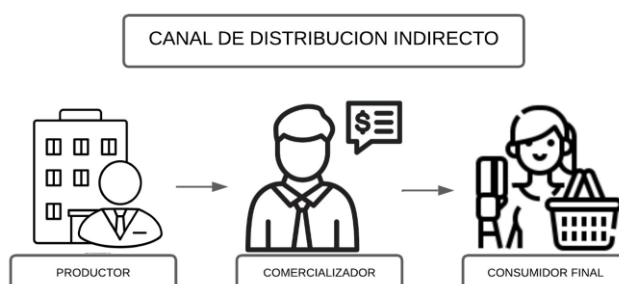 CANAL DE DISTRIBUCION INDIRECTO
$
PRODUCTOR
COMERCIALIZADOR
CONSUMIDOR FINAL